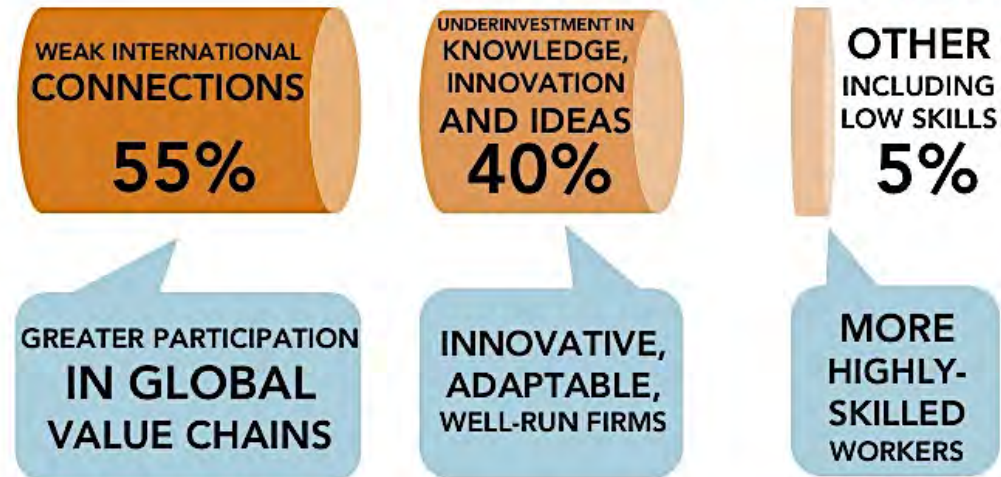 WEAK INTERNATIONAL
CONNECTIONS
55%
UNDERINVESTMENT IN
KNOWLEDGE,
INNOVATION
AND IDEAS
40%
OTHER
INCLUDING
LOW SKILLS
5%
GREATER PARTICIPATION
IN GLOBAL
VALUE CHAINS
INNOVATIVE,
ADAPTABLE,
WELL-RUN FIRMS
MORE
HIGHLY-
SKILLED
WORKERS